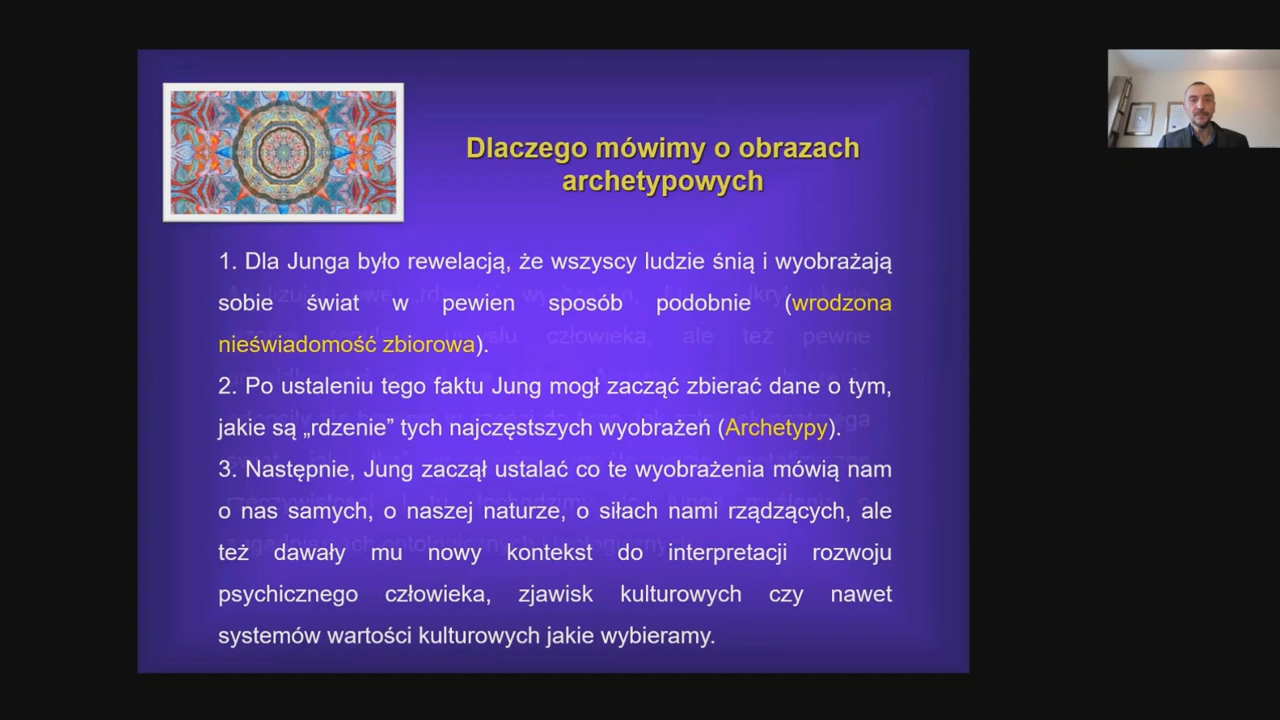 Dlaczego mówimy o obrazach
archetypowych
1. Dla Junga było rewelacją, że wszyscy ludzie śnią i wyobrażają
sobie świat w pewien sposób podobnie (wrodzona
nieświadomość zbiorowa).
2. Po ustaleniu tego faktu Jung mogł zacząć zbierać dane o tym,
jakie są „rdzenie” tych najczęstszych wyobrażeń (Archetypy).
3. Następnie, Jung zaczął ustalać co te wyobrażenia mówią nam
o nas samych, o naszej naturze, o siłach nami rządzących, ale
też dawały mu nowy kontekst do interpretacji rozwoju
psychicznego człowieka, zjawisk kulturowych czy nawet
systemów wartości kulturowych jakie wybieramy.